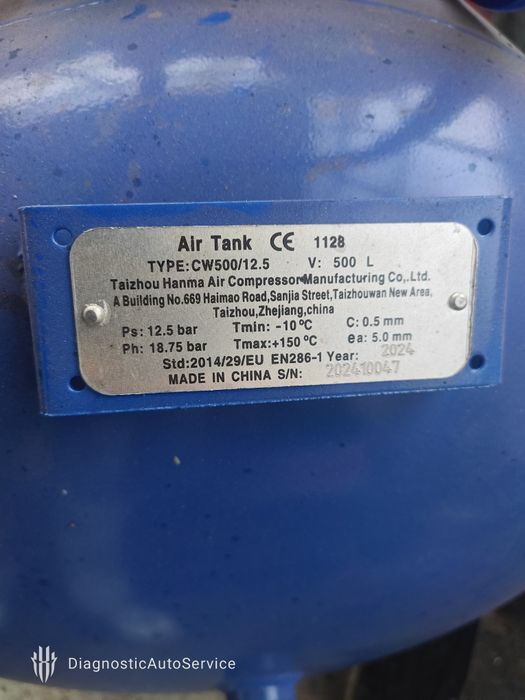 Air Tank CE 1128
TYPE:CW500/12.5 V: 500 L
Taizhou Hanma Air Compressor Manufacturing Co,.Ltd.
A Building No.669 Haimao Road,Sanjia Street,Taizhouwan New Area,
Taizhou,Zhejiang,china
Ps: 12.5 bar Tmin: -10°C C: 0.5 mm
Ph: 18.75 bar Tmax:+150°C ea: 5.0 mm
Std:2014/29/EU EN286-1 Year: 2024
MADE IN CHINA S/N: 202410047
DiagnosticAutoService